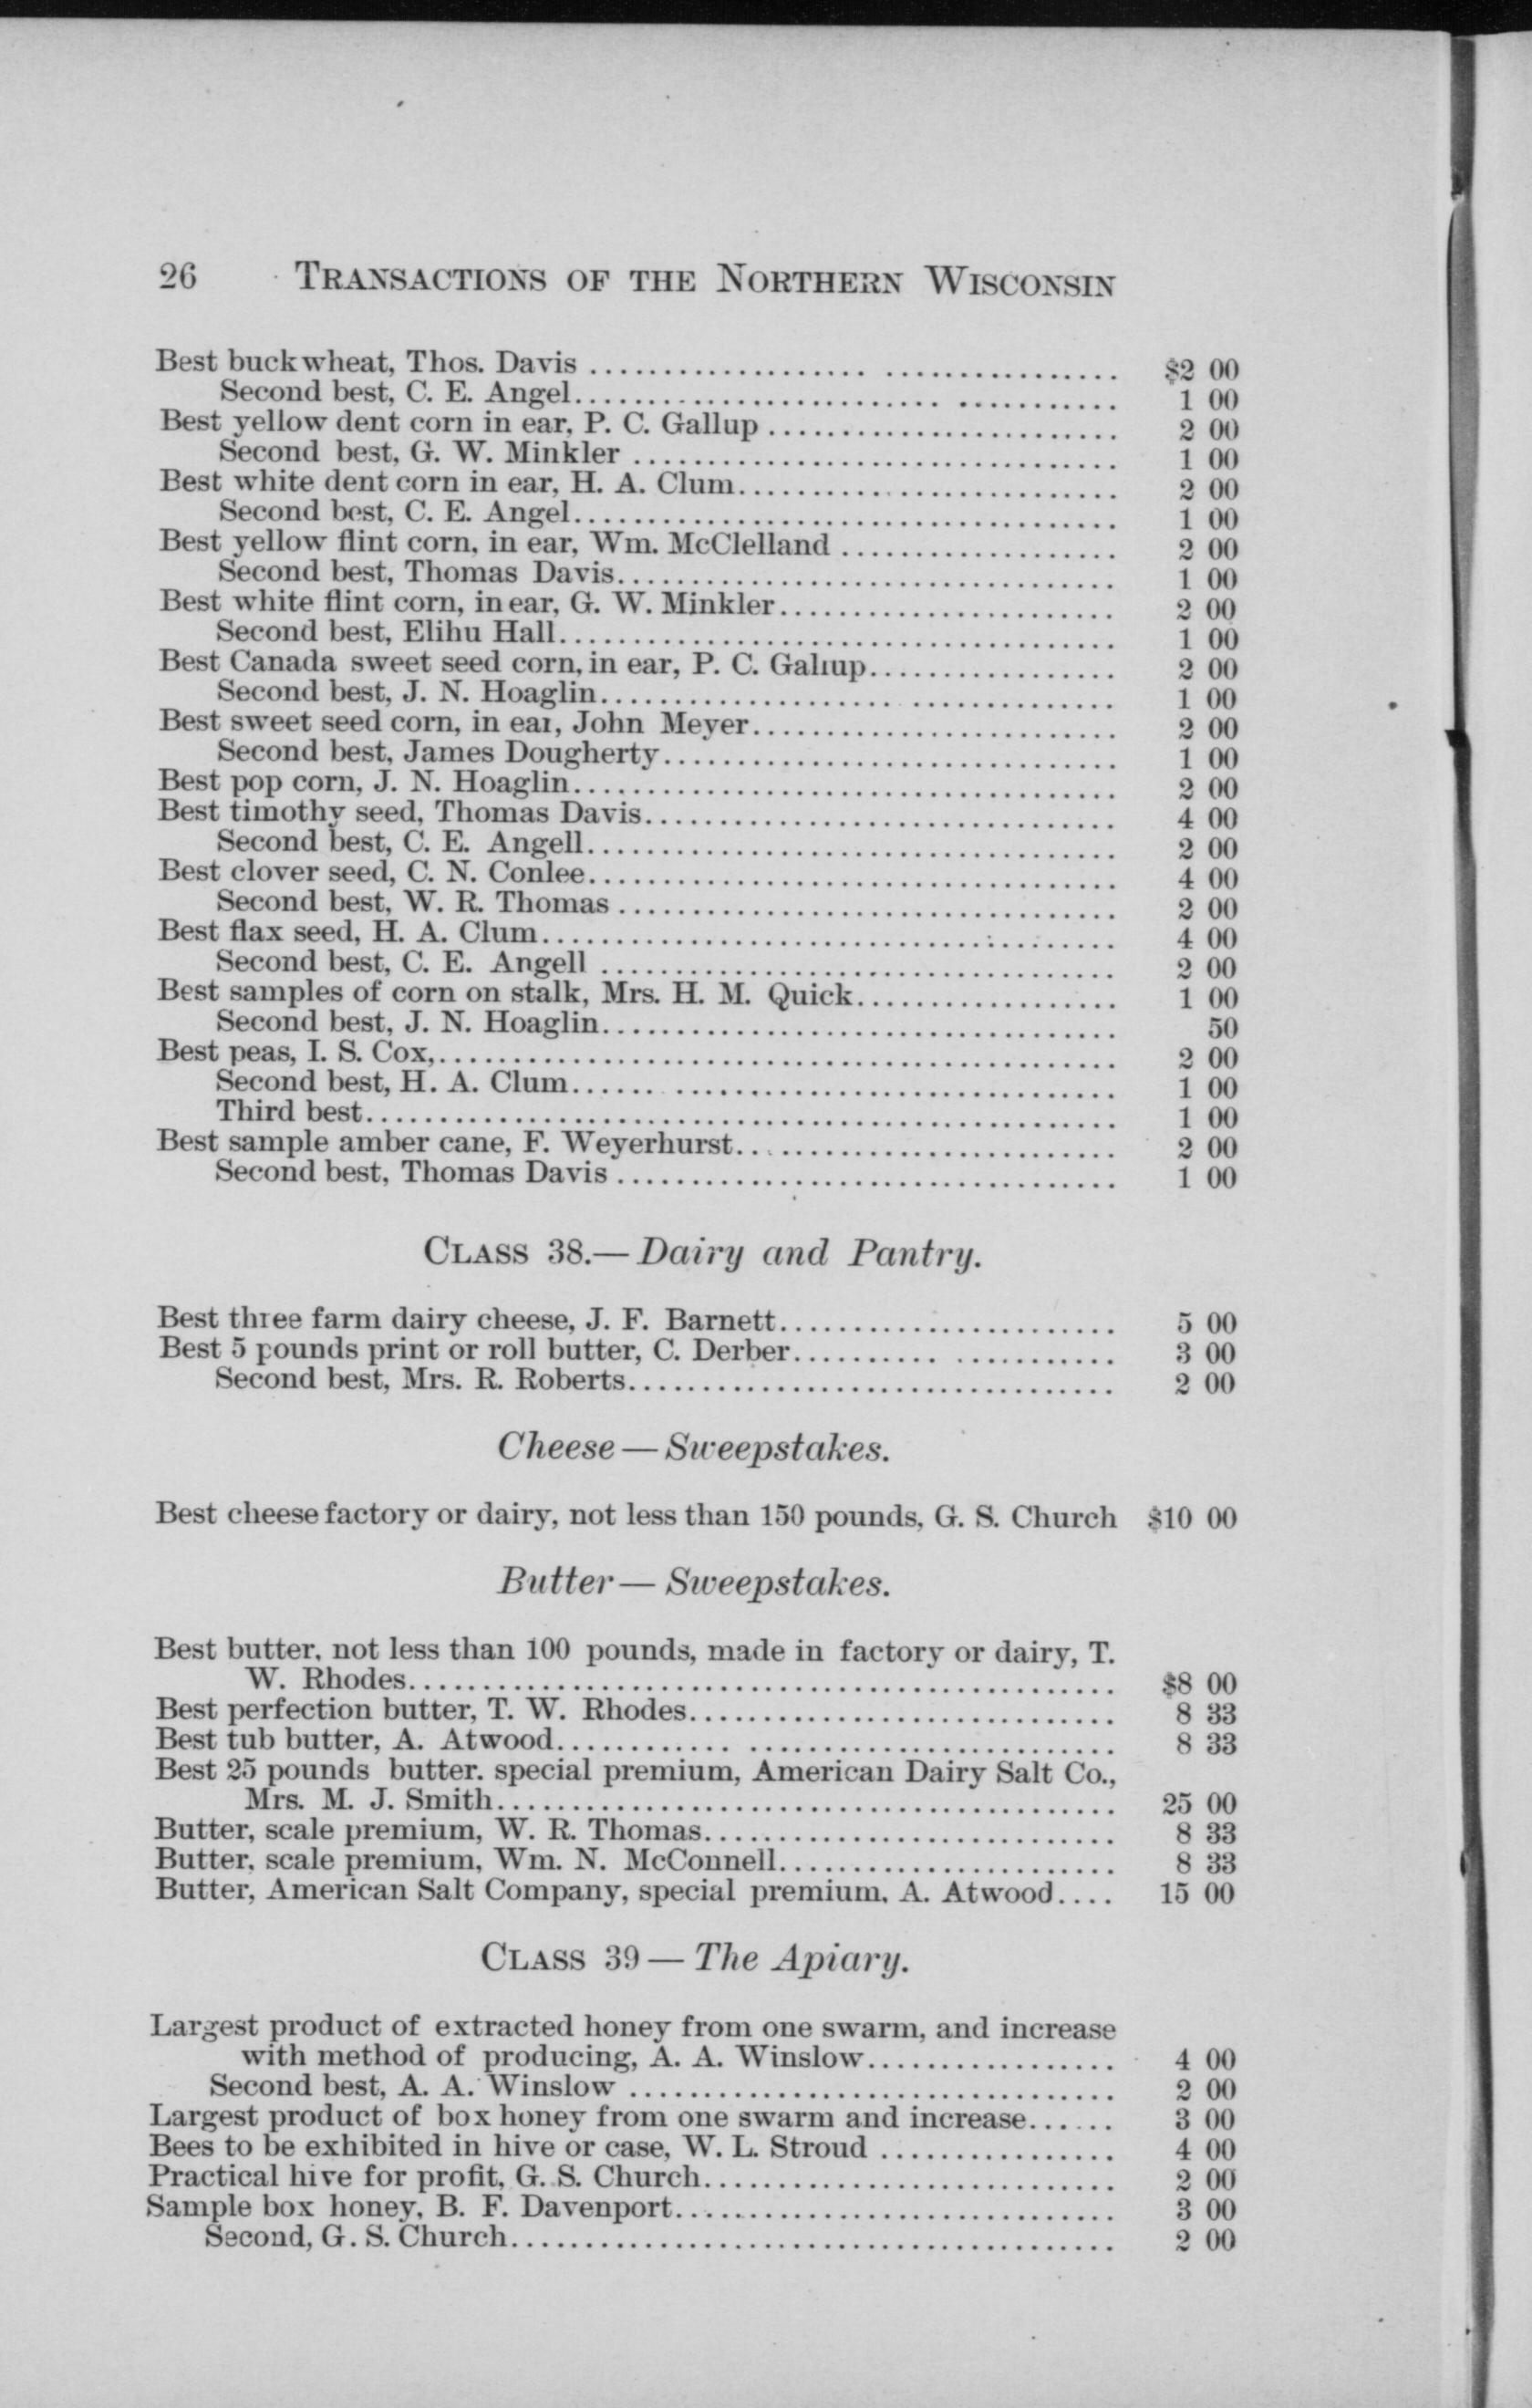 26 TRANSACTIONS OF THE NORTHERN WISCONSIN
Best buckwheat, Thos. Davis .................................... $2 00
Second best, C. E. Angel.................................... 1 00
Best yellow dent corn in ear, P. C. Gallup ........................ 2 00
Second best, G. W. Minkler ................................. 1 00
Best white dent corn in ear, H. A. Clum.......................... 2 00
Second best, C. E. Angel..................................... 1 00
Best yellow flint corn, in ear, Wm. McClelland ................... 2 00
Second best, Thomas Davis.................................. 1 00
Best white flint corn, in ear, G. W. Minkler....................... 2 00
Second best, Elihu Hall...................................... 1 00
Best Canada sweet seed corn, in ear, P. C. Gallup................. 2 00
Second best, J. N. Hoaglin................................... 1 00
Best sweet seed corn, in ear, John Meyer......................... 2 00
Second best, James Dougherty............................... 1 00
Best pop corn, J. N. Hoaglin..................................... 2 00
Best timothy seed, Thomas Davis................................ 4 00
Second best, C. E. Angell.................................... 2 00
Best clover seed, C. N. Conlee.................................... 4 00
Second best, W. R. Thomas .................................. 2 00
Best flax seed, H. A. Clum....................................... 4 00
Second best, C. E. Angell ................................... 2 00
Best samples of corn on stalk, Mrs. H. M. Quick.................. 1 00
Second best, J. N. Hoaglin................................... 50
Best peas, I. S. Cox,.............................................. 2 00
Second best, H. A. Clum..................................... 1 00
Third best................................................... 1 00
Best sample amber cane, F. Weyerhurst.......................... 2 00
Second best, Thomas Davis .................................. 1 00
CLASS 38.— Dairy and Pantry.
Best three farm dairy cheese, J. F. Barnett....................... 5 00
Best 5 pounds print or roll butter, C. Derber..................... 3 00
Second best, Mrs. R. Roberts................................. 2 00
Cheese — Sweepstakes.
Best cheese factory or dairy, not less than 150 pounds, G. S. Church $10 00
Butter — Sweepstakes.
Best butter, not less than 100 pounds, made in factory or dairy, T.
W. Rhodes................................................ $8 00
Best perfection butter, T. W. Rhodes............................. 8 33
Best tub butter, A. Atwood..................................... 8 33
Best 25 pounds butter. special premium, American Dairy Salt Co.,
Mrs. M. J. Smith.......................................... 25 00
Butter, scale premium, W. R. Thomas............................ 8 33
Butter, scale premium, Wm. N. McConnell....................... 8 33
Butter, American Salt Company, special premium, A. Atwood.... 15 00
CLASS 39 — The Apiary.
Largest product of extracted honey from one swarm, and increase
with method of producing, A. A. Winslow................. 4 00
Second best, A. A. Winslow ................................. 2 00
Largest product of box honey from one swarm and increase...... 3 00
Bees to be exhibited in hive or case, W. L. Stroud ................ 4 00
Practical hive for profit, G. S. Church............................ 2 00
Sample box honey, B. F. Davenport.............................. 3 00
Second, G. S. Church......................................... 2 00